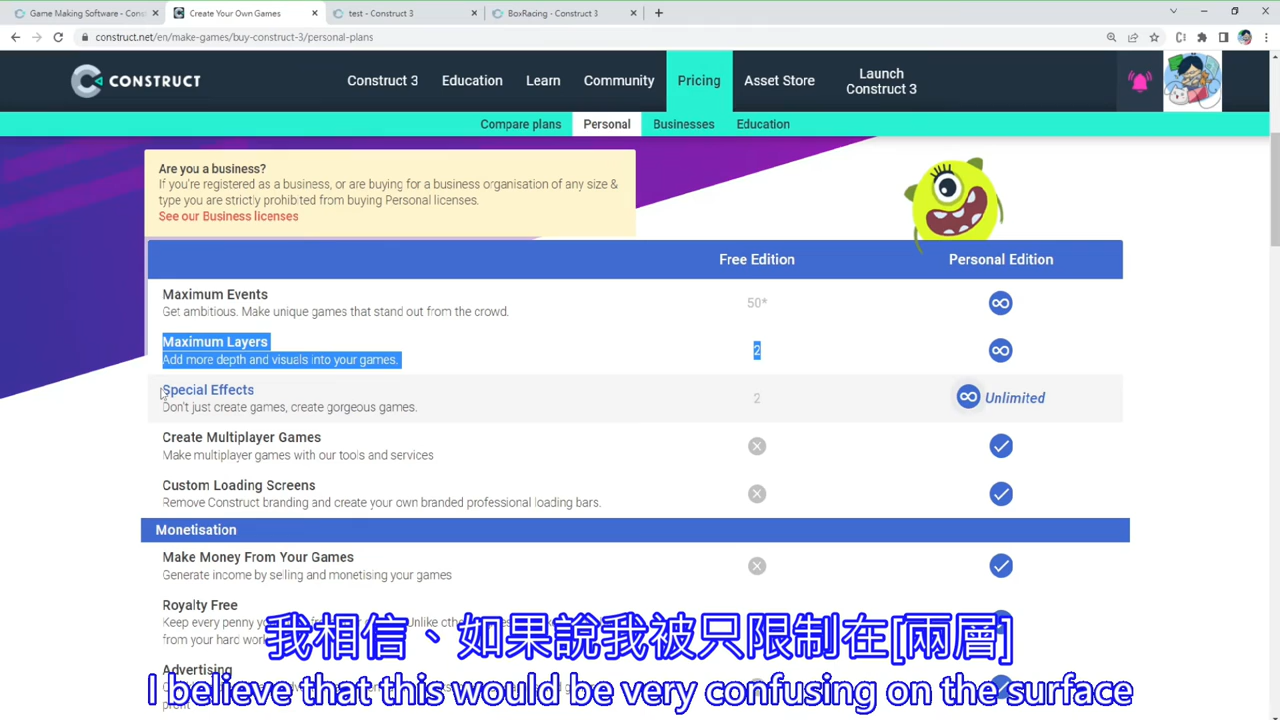 Game Making Software - Cons
Create Your Own Games
test - Construct 3
BoxRacing - Construct 3
construct.net/en/make-games/buy-construct-3/personal-plans
CONSTRUCT
Construct 3
Education
Learn
Community
Pricing
Asset Store
Launch
Construct 3
Compare plans
Personal
Businesses
Education
Are you a business?
If you're registered as a business, or are buying for a business organisation of any size &
type you are strictly prohibited from buying Personal licenses.
See our Business licenses
Free Edition
Personal Edition
Maximum Events
Get ambitious. Make unique games that stand out from the crowd.
50*
Maximum Layers
Add more depth and visuals into your games.
2
Special Effects
Don't just create games, create gorgeous games.
2
Unlimited
Create Multiplayer Games
Make multiplayer games with our tools and services
Custom Loading Screens
Remove Construct branding and create your own branded professional loading bars.
Monetisation
Make Money From Your Games
Generate income by selling and monetising your games
Royalty Free
Keep every penny
from your hard
Advertising
我相信、如果說我被只限制在[兩層]
I believe that this would be very confusing on the surface